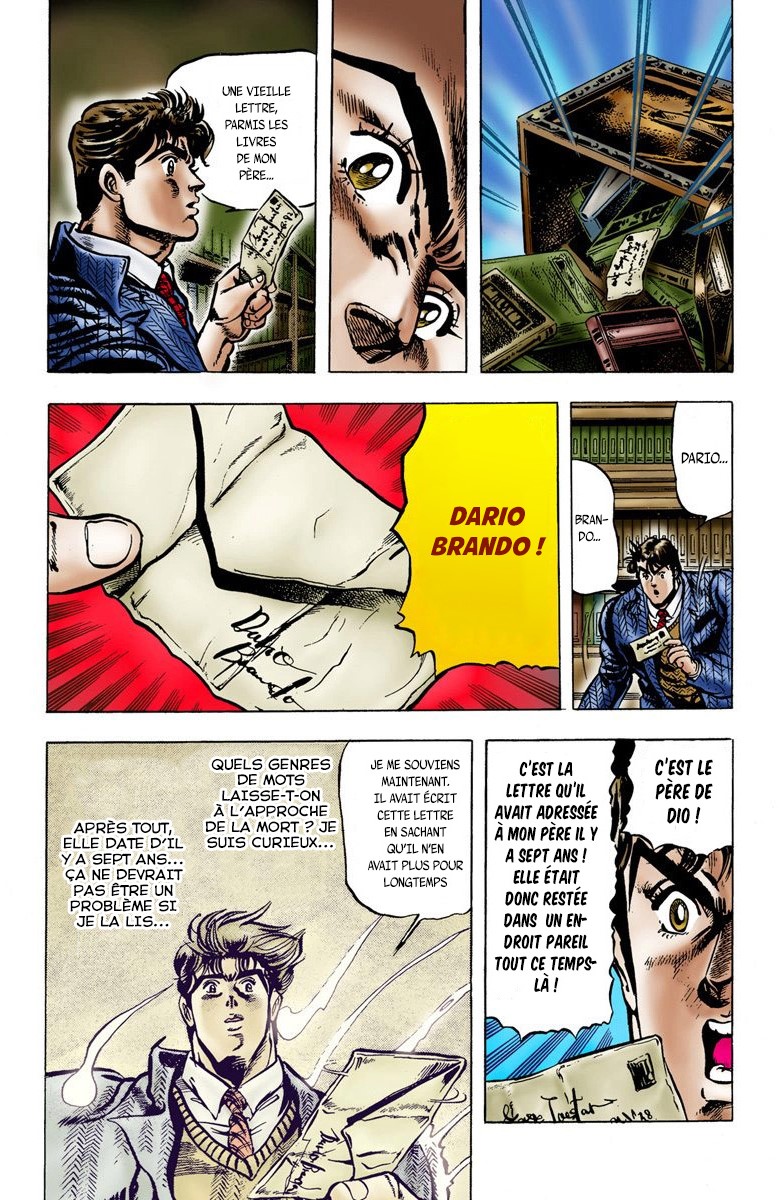 UNE VIEILLE
LETTRE,
PARMIS LES
LIVRES
DE MON
PÈRE...
DARIO...
BRAN-
DO...
DARIO
BRANDO !
Dario
Brando
C'EST LE
PÈRE DE
DIO !
C'EST LA
LETTRE QU'IL
AVAIT ADRESSÉE
À MON PÈRE IL Y
A SEPT ANS !
ELLE ÉTAIT
DONC RESTÉE
DANS UN EN-
DROIT PAREIL
TOUT CE TEMPS-
LÀ !
JE ME SOUVIENS
MAINTENANT.
IL AVAIT ÉCRIT
CETTE LETTRE
EN SACHANT
QU'IL N'EN
AVAIT PLUS POUR
LONGTEMPS
QUELS GENRES
DE MOTS
LAISSE-T-ON
À L'APPROCHE
DE LA MORT ? JE
SUIS CURIEUX...
APRÈS TOUT,
ELLE DATE D'IL
Y A SEPT ANS...
ÇA NE DEVRAIT
PAS ÊTRE UN
PROBLÈME SI
JE LA LIS...